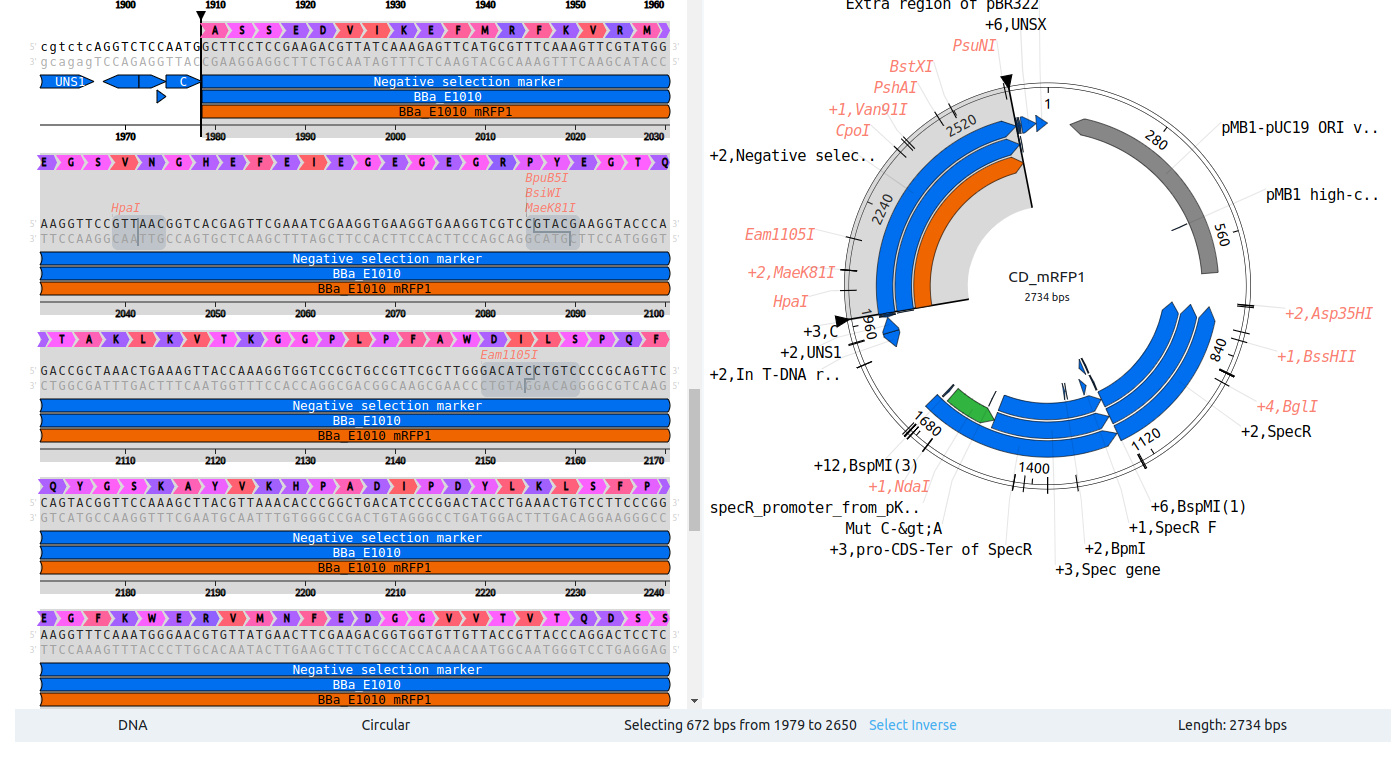 1900 1910 1920 1930 1940 1950 1960
A S S E D V I K E F M R F K V R M
5' cgtctcAGGTCTCCAATGGCTTCCTCCGAAGACGTTATCAAAGAGTTCATGCGTTTCAAAGTTCGTATGG 3'
3' gcagagTCCAGAGGTTACCGAAGGAGGCTTCTGCAATAGTTTCTCAAGTACGCAAAGTTTCAAGCATACC 5'
UNS1 C Negative selection marker
BBa_E1010
BBa_E1010 mRFP1
1970 1980 1990 2000 2010 2020 2030
E G S V N G H E F E I E G E G E G R P Y E G T Q
BpuB5I
BsiWI
HpaI MaeK81I
5' AAGGTTCCGTTAACGGTCACGAGTTCGAAATCGAAGGTGAAGGTGAAGGTCGTCCGTACGAAGGTACCCA 3'
3' TTCCAAGGCAATTGCCAGTGCTCAAGCTTTAGCTTCCACTTCCACTTCCAGCAGGCATGCTTCCATGGGT 5'
Negative selection marker
BBa_E1010
BBa_E1010 mRFP1
2040 2050 2060 2070 2080 2090 2100
T A K L K V T K G G P L P F A W D I L S P Q F
Eam1105I
5' GACCGCTAAACTGAAAGTTACCAAAGGTGGTCCGCTGCCGTTCGCTTGGGACATCCTGTCCCCGCAGTTC 3'
3' CTGGCGATTTGACTTTCAATGGTTTCCACCAGGCGACGGCAAGCGAACCCTGTAGGACAGGGGCGTCAAG 5'
Negative selection marker
BBa_E1010
BBa_E1010 mRFP1
2110 2120 2130 2140 2150 2160 2170
Q Y G S K A Y V K H P A D I P D Y L K L S F P
5' CAGTACGGTTCCAAAGCTTACGTTAAACACCCGGCTGACATCCCGGACTACCTGAAACTGTCCTTCCCGG 3'
3' GTCATGCCAAGGTTTCGAATGCAATTTGTGGGCCGACTGTAGGGCCTGATGGACTTTGACAGGAAGGGCC 5'
Negative selection marker
BBa_E1010
BBa_E1010 mRFP1
2180 2190 2200 2210 2220 2230 2240
E G F K W E R V M N F E D G G V V T V T Q D S S
5' AAGGTTTCAAATGGGAACGTGTTATGAACTTCGAAGACGGTGGTGTTGTTACCGTTACCCAGGACTCCTC 3'
3' TTCCAAAGTTTACCCTTGCACAATACTTGAAGCTTCTGCCACCACAACAATGGCAATGGGTCCTGAGGAG 5'
Negative selection marker
BBa_E1010
BBa_E1010 mRFP1
Extra region of pBR322
+6,UNSX
PsuNI
BstXI
PshAI
+1,Van91I
CpoI
+2,Negative selec..
Eam1105I
+2,MaeK81I
HpaI
+3,C
+2,UNS1
+2,In T-DNA r..
+12,BspMI(3)
+1,NdaI
specR_promoter_from_pK..
Mut C-&gt;A
+3,pro-CDS-Ter of SpecR
1
280
560
840
1120
1400
1680
1960
2240
2520
CD_mRFP1
2734 bps
pMB1-pUC19 ORI v..
pMB1 high-c..
+2,Asp35HI
+1,BssHII
+4,BglI
+2,SpecR
+6,BspMI(1)
+1,SpecR F
+2,BpmI
+3,Spec gene
DNA Circular Selecting 672 bps from 1979 to 2650 Select Inverse Length: 2734 bps